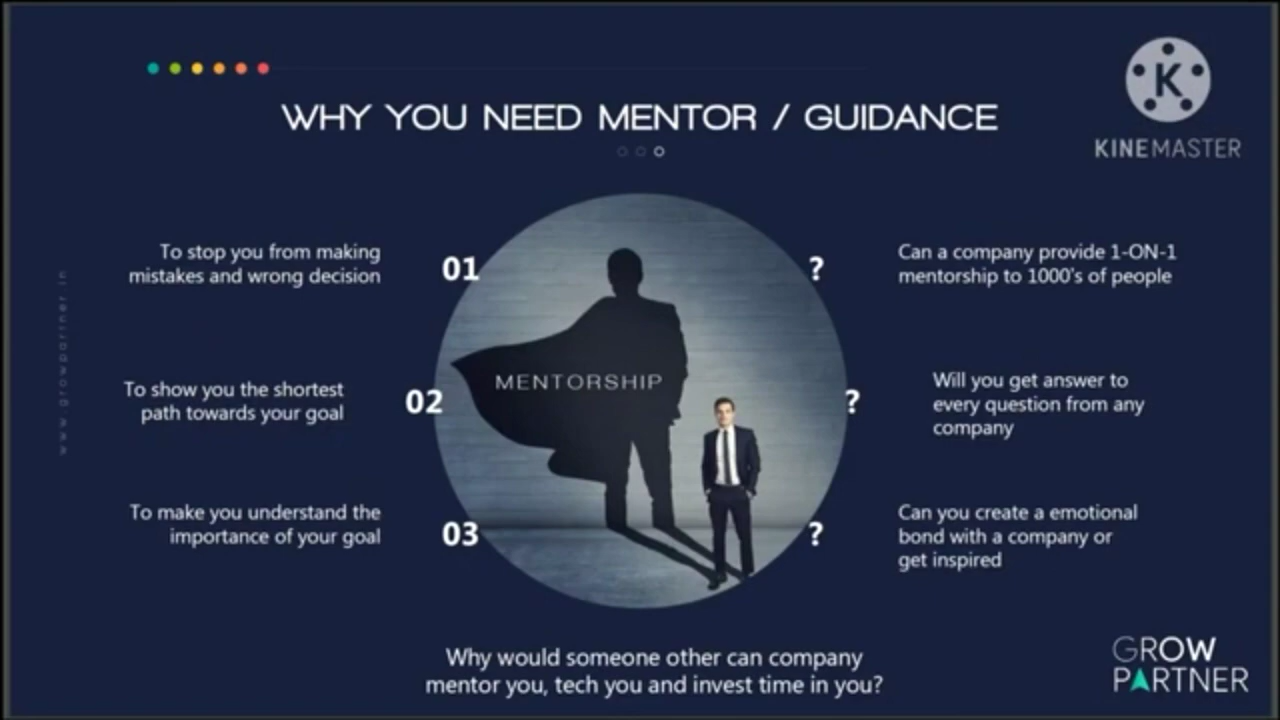 WHY YOU NEED MENTOR / GUIDANCE
K
KINEMASTER
To stop you from making
mistakes and wrong decision
01
?
Can a company provide 1-ON-1
mentorship to 1000's of people
MENTORSHIP
To show you the shortest
path towards your goal
02
?
Will you get answer to
every question from any
company
To make you understand the
importance of your goal
03
?
Can you create a emotional
bond with a company or
get inspired
www.growpartner.in
Why would someone other can company
mentor you, tech you and invest time in you?
GROW
PARTNER